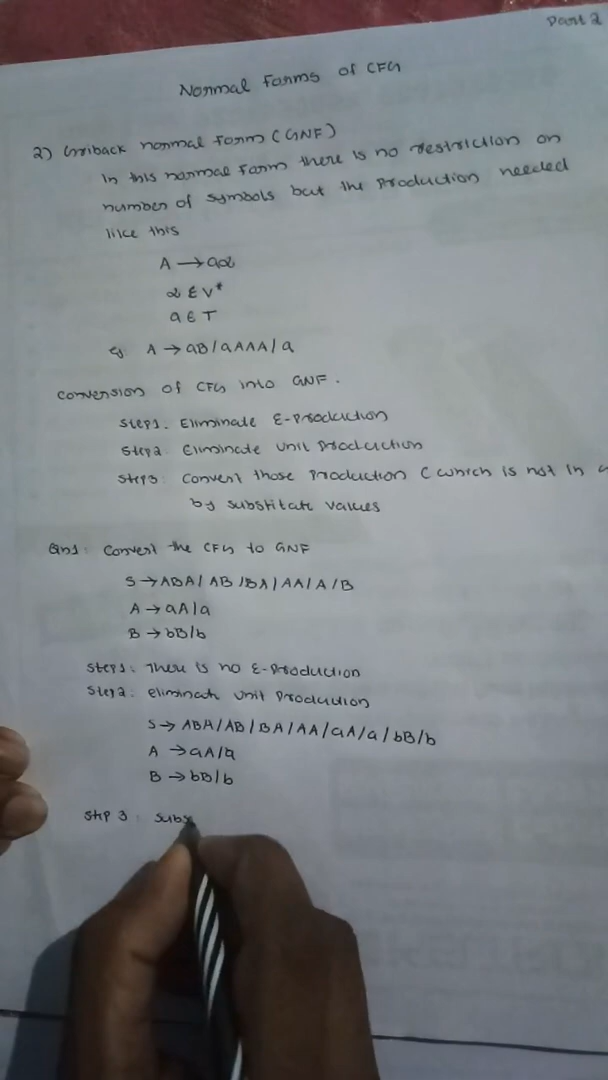 Part 2
Normal Forms of CFG
2) Griback normal form (GNF)
In this normal form there is no restriction on
number of symbols but the production needed
like this
A → aα
α ∈ V*
a ∈ T
eg A → aB/aAAA/a
Conversion of CFG into GNF.
Step1. Eliminate ε-Production
Step2. Eliminate Unit Production
Step3: Convert those Production ( which is not in
by substitute values
Qn1: Convert the CFG to GNF
S → ABA/AB/BA/AA/A/B
A → aA/a
B → bB/b
Step1: There is no ε-Production
Step2: eliminate Unit Production
S → ABA/AB/BA/AA/aA/a/bB/b
A → aA/a
B → bB/b
Step 3: Subs